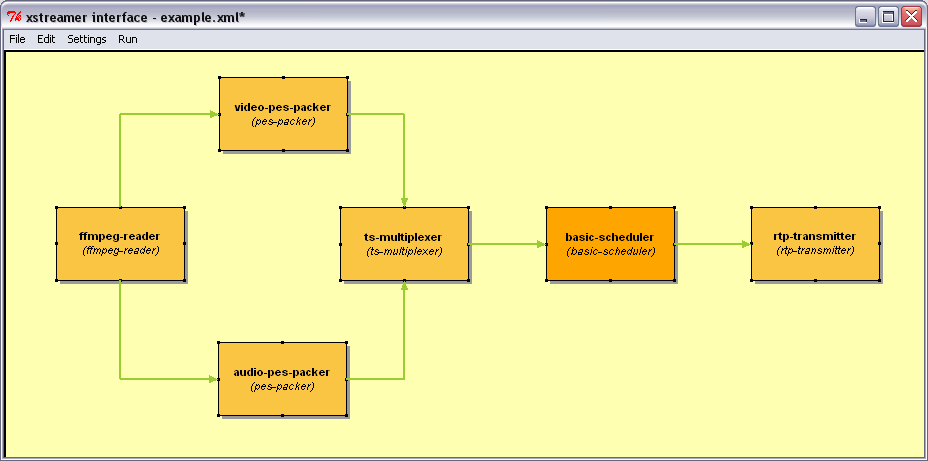 xstreamer interface - example.xml*
File Edit Settings Run
video-pes-packer
(pes-packer)
ffmpeg-reader
(ffmpeg-reader)
ts-multiplexer
(ts-multiplexer)
basic-scheduler
(basic-scheduler)
rtp-transmitter
(rtp-transmitter)
audio-pes-packer
(pes-packer)